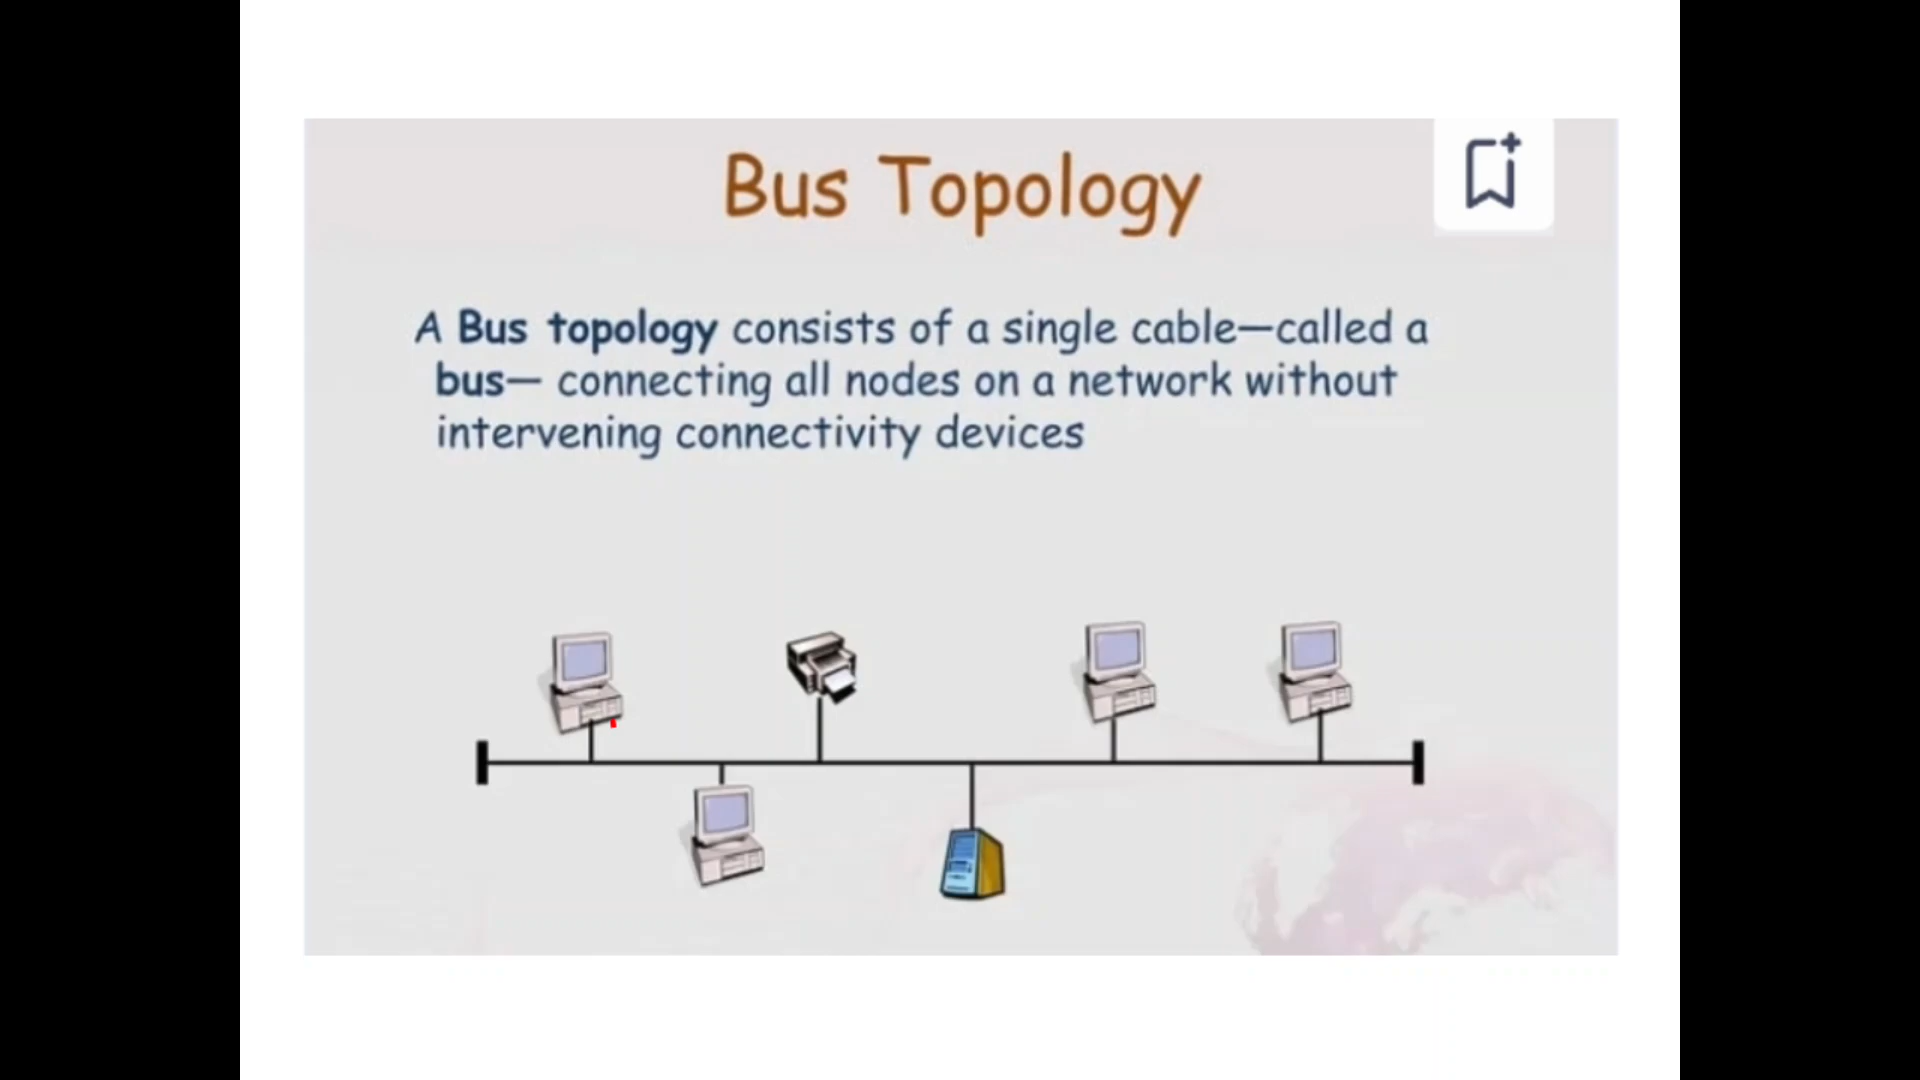 Bus Topology
A Bus topology consists of a single cable—called a
bus— connecting all nodes on a network without
intervening connectivity devices